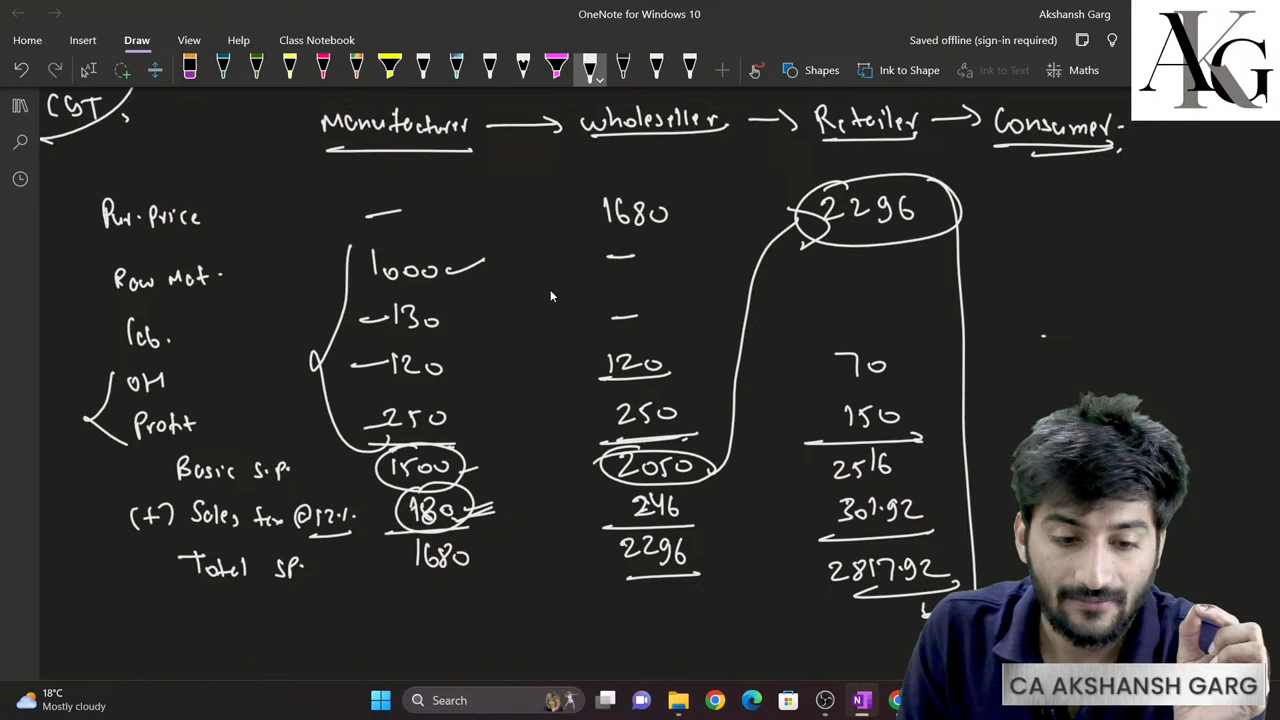 OneNote for Windows 10
Akshansh Garg
Home Insert Draw View Help Class Notebook
Saved offline (sign-in required)
Shapes Ink to Shape Ink to Text Maths
AKG
CST
Manufacturer → wholeseller → Retailer → Consumer
Pur. Price — 1680 2296
Raw Mat. 1000 —
Lab. 130 —
OH 120 120 70
Profit 250 250 150
Basic s.p. 1500 2050 2516
(+) Sales tax @12%. 180 246 301.92
Total sp. 1680 2296 2817.92
CA AKSHANSH GARG
18°C
Mostly cloudy
Search